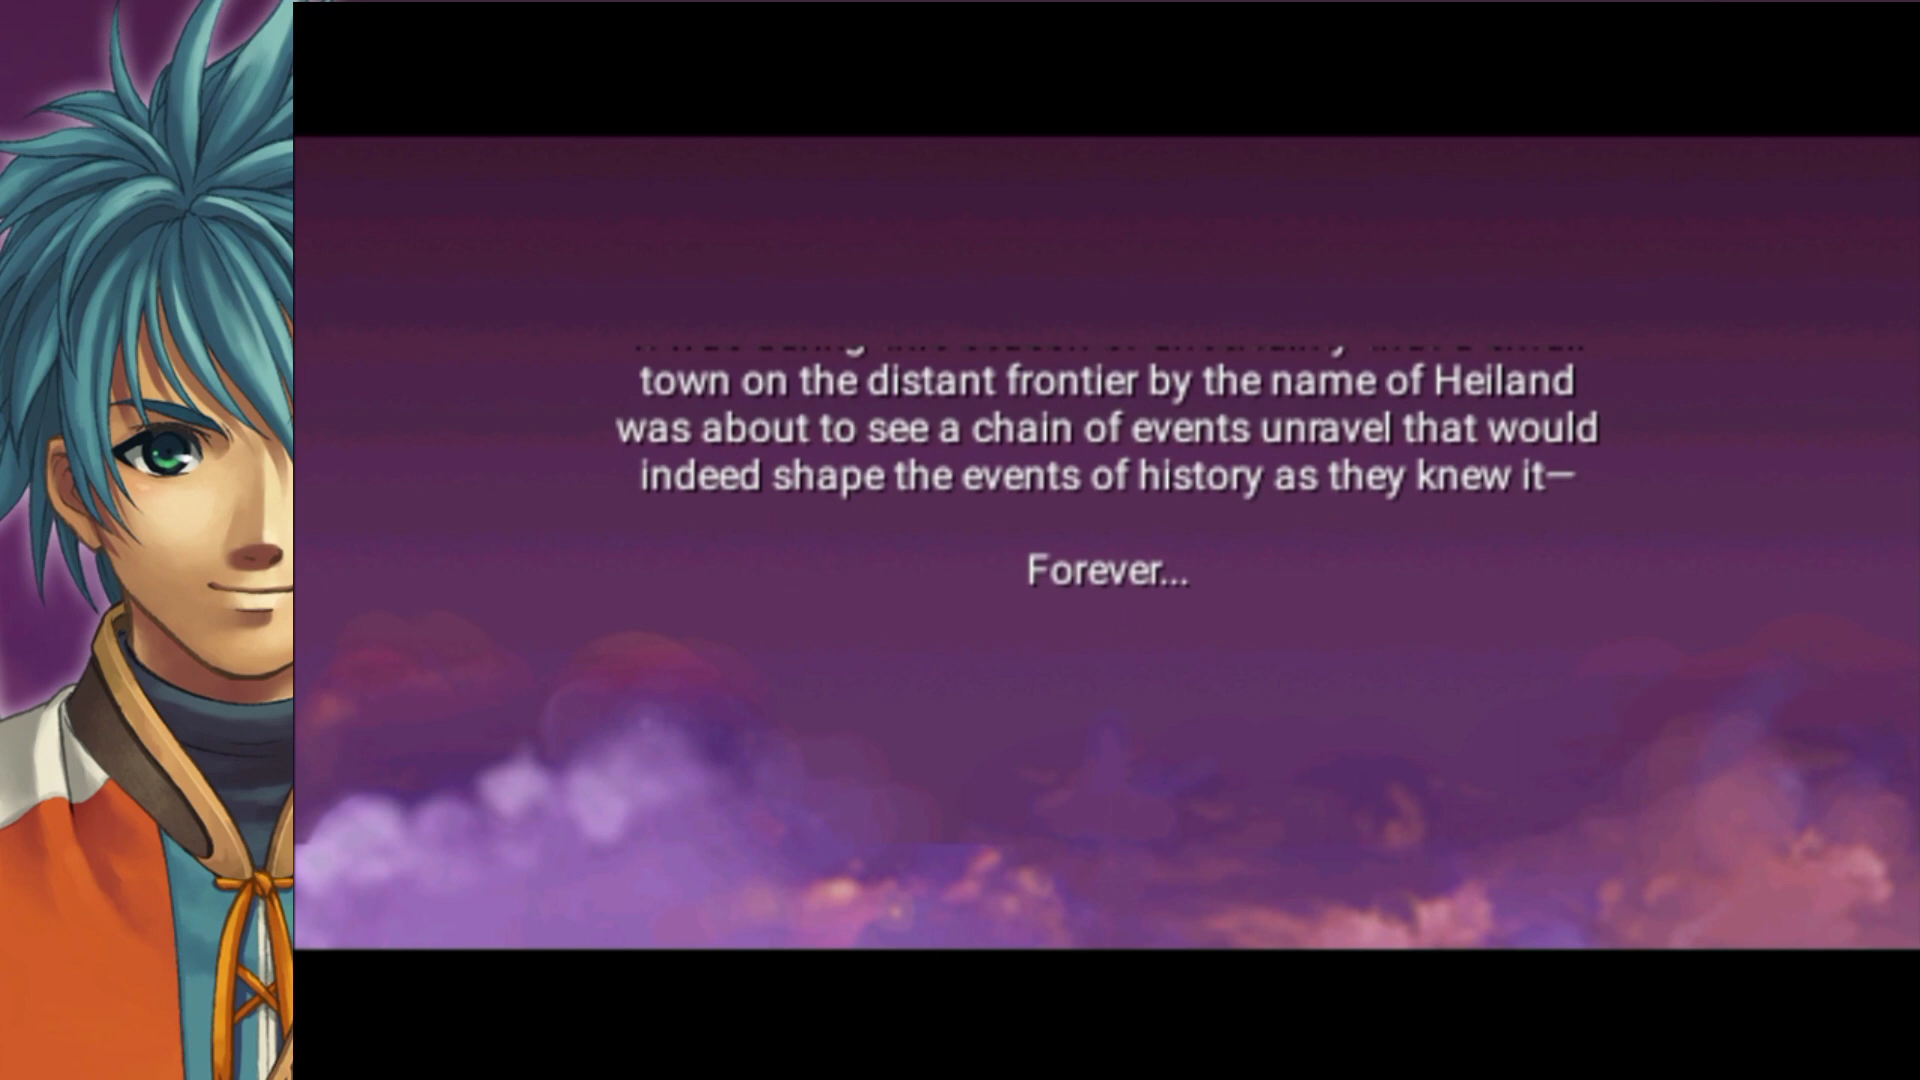 town on the distant frontier by the name of Heiland
was about to see a chain of events unravel that would
indeed shape the events of history as they knew it—
Forever...